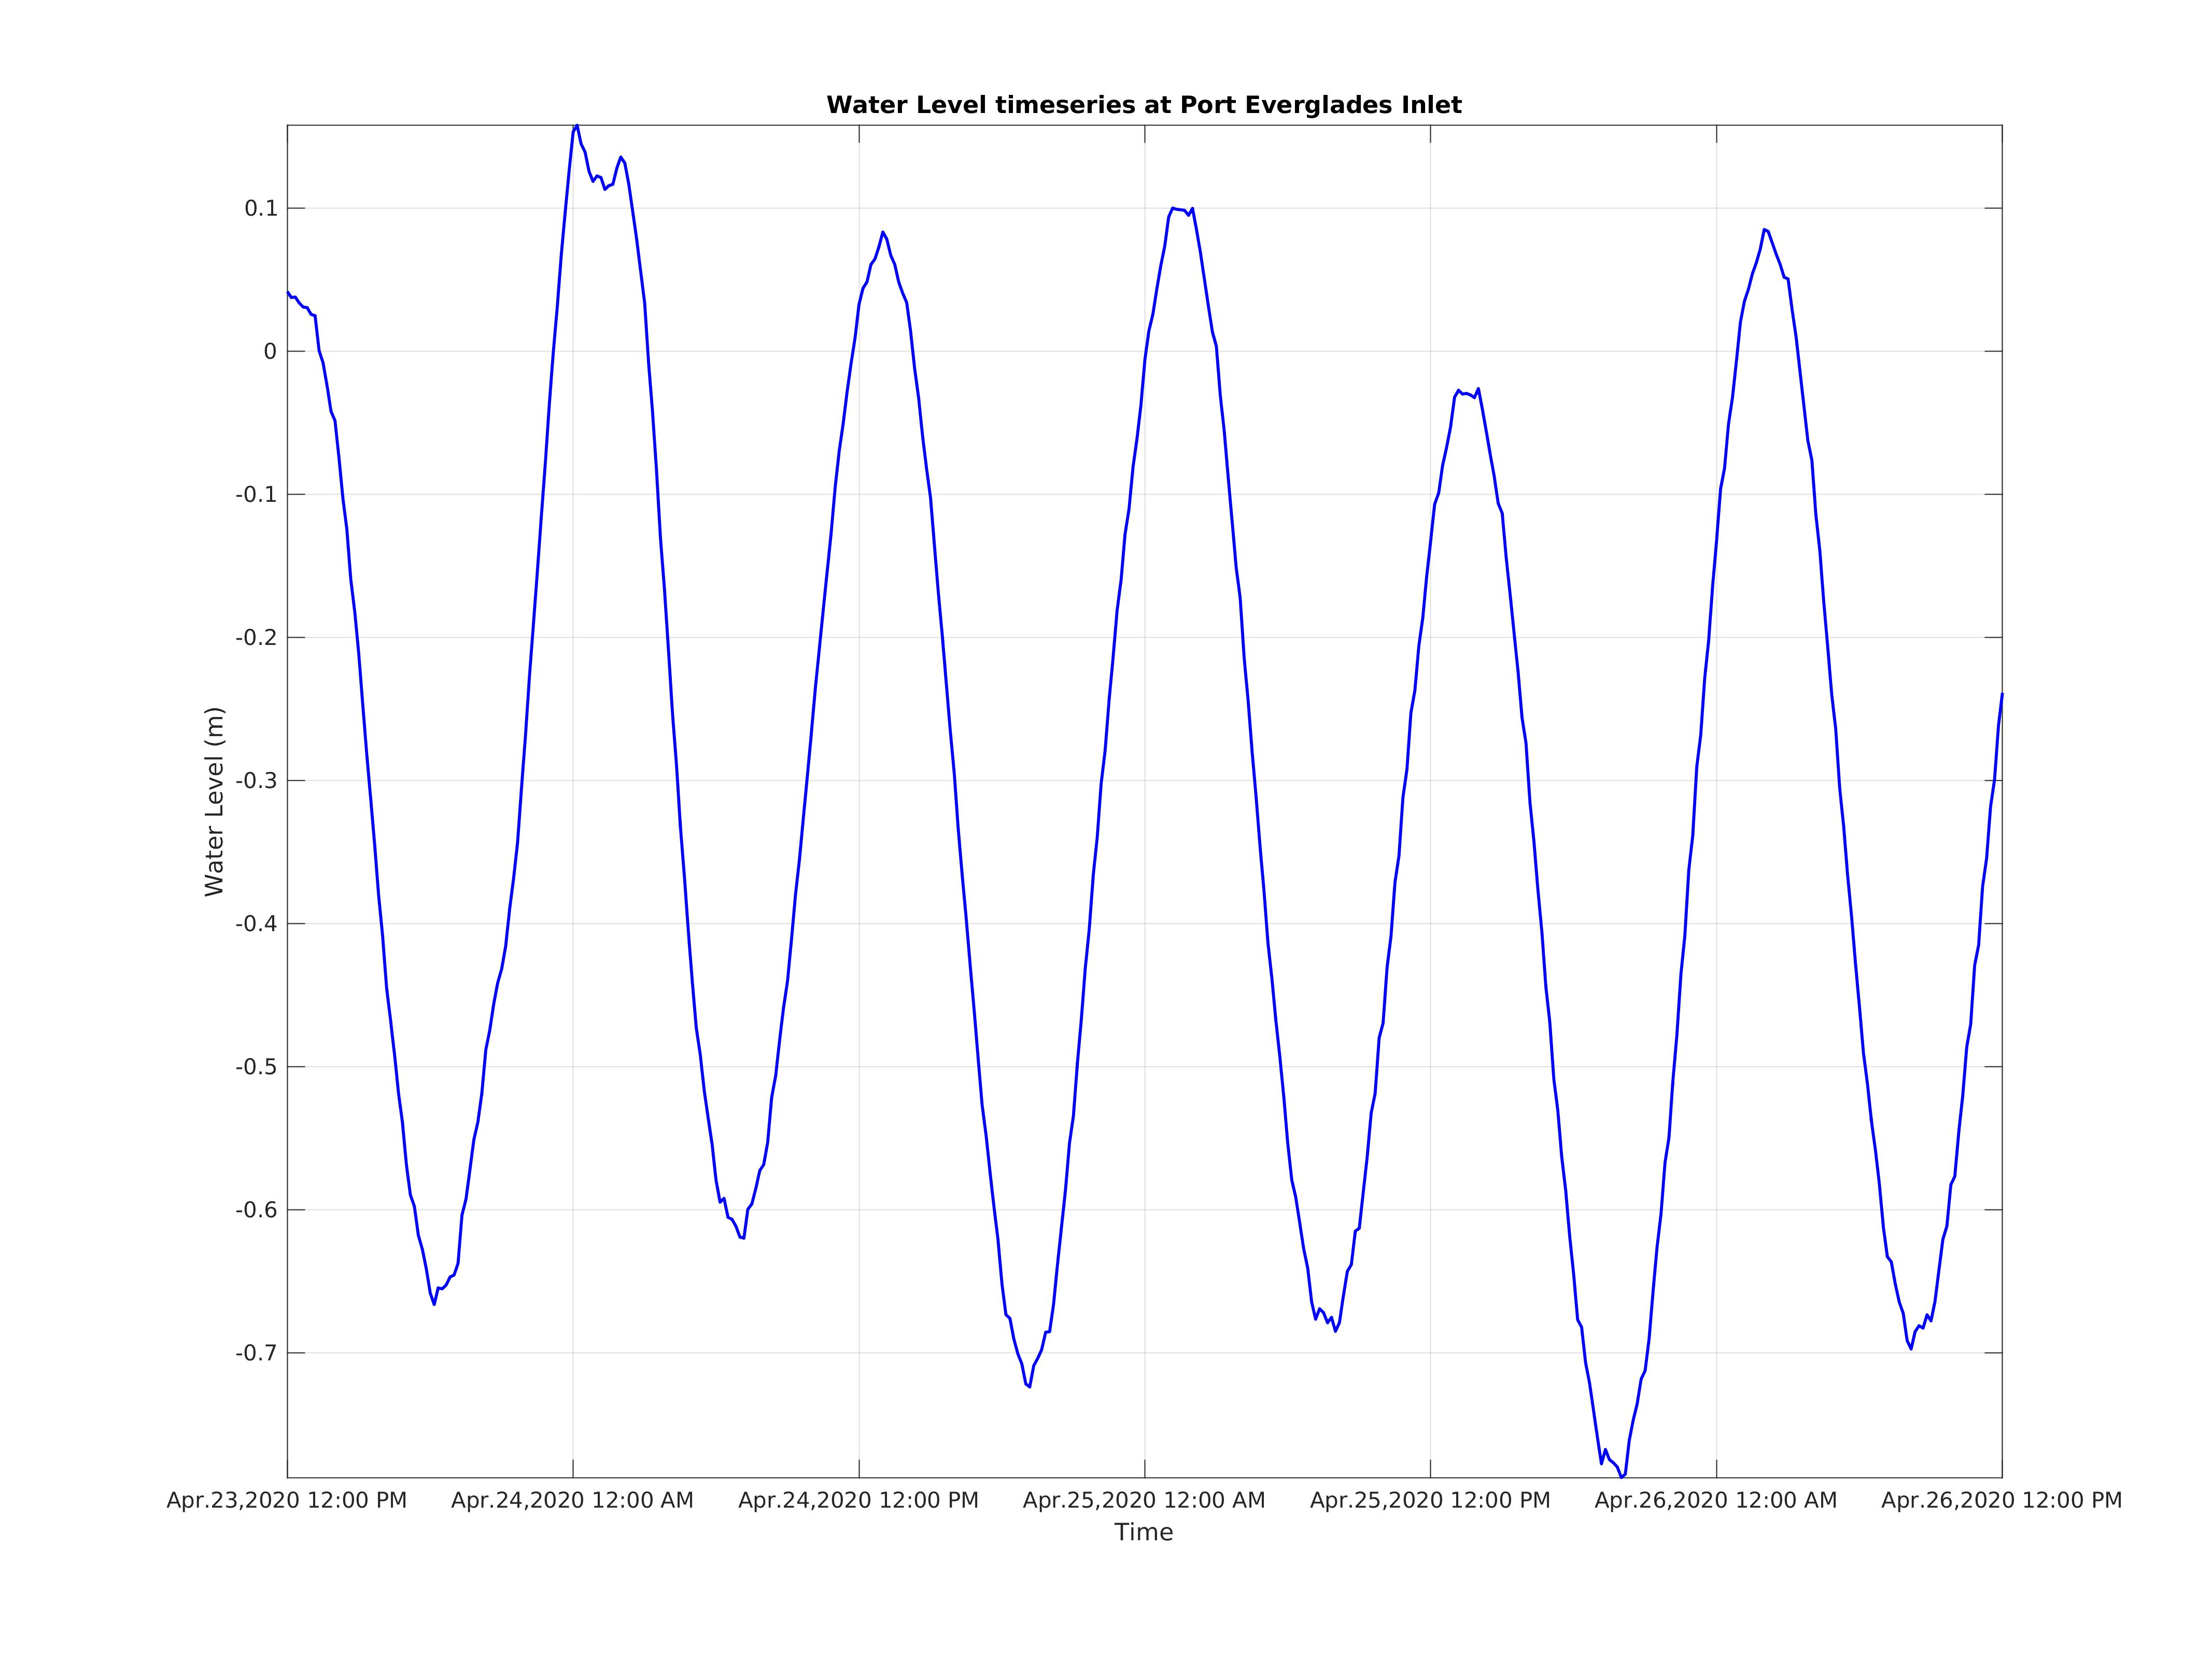 Water Level timeseries at Port Everglades Inlet
0.1
0
-0.1
-0.2
-0.3
-0.4
-0.5
-0.6
-0.7
Water Level (m)
Apr.23,2020 12:00 PM Apr.24,2020 12:00 AM Apr.24,2020 12:00 PM Apr.25,2020 12:00 AM Apr.25,2020 12:00 PM Apr.26,2020 12:00 AM Apr.26,2020 12:00 PM
Time